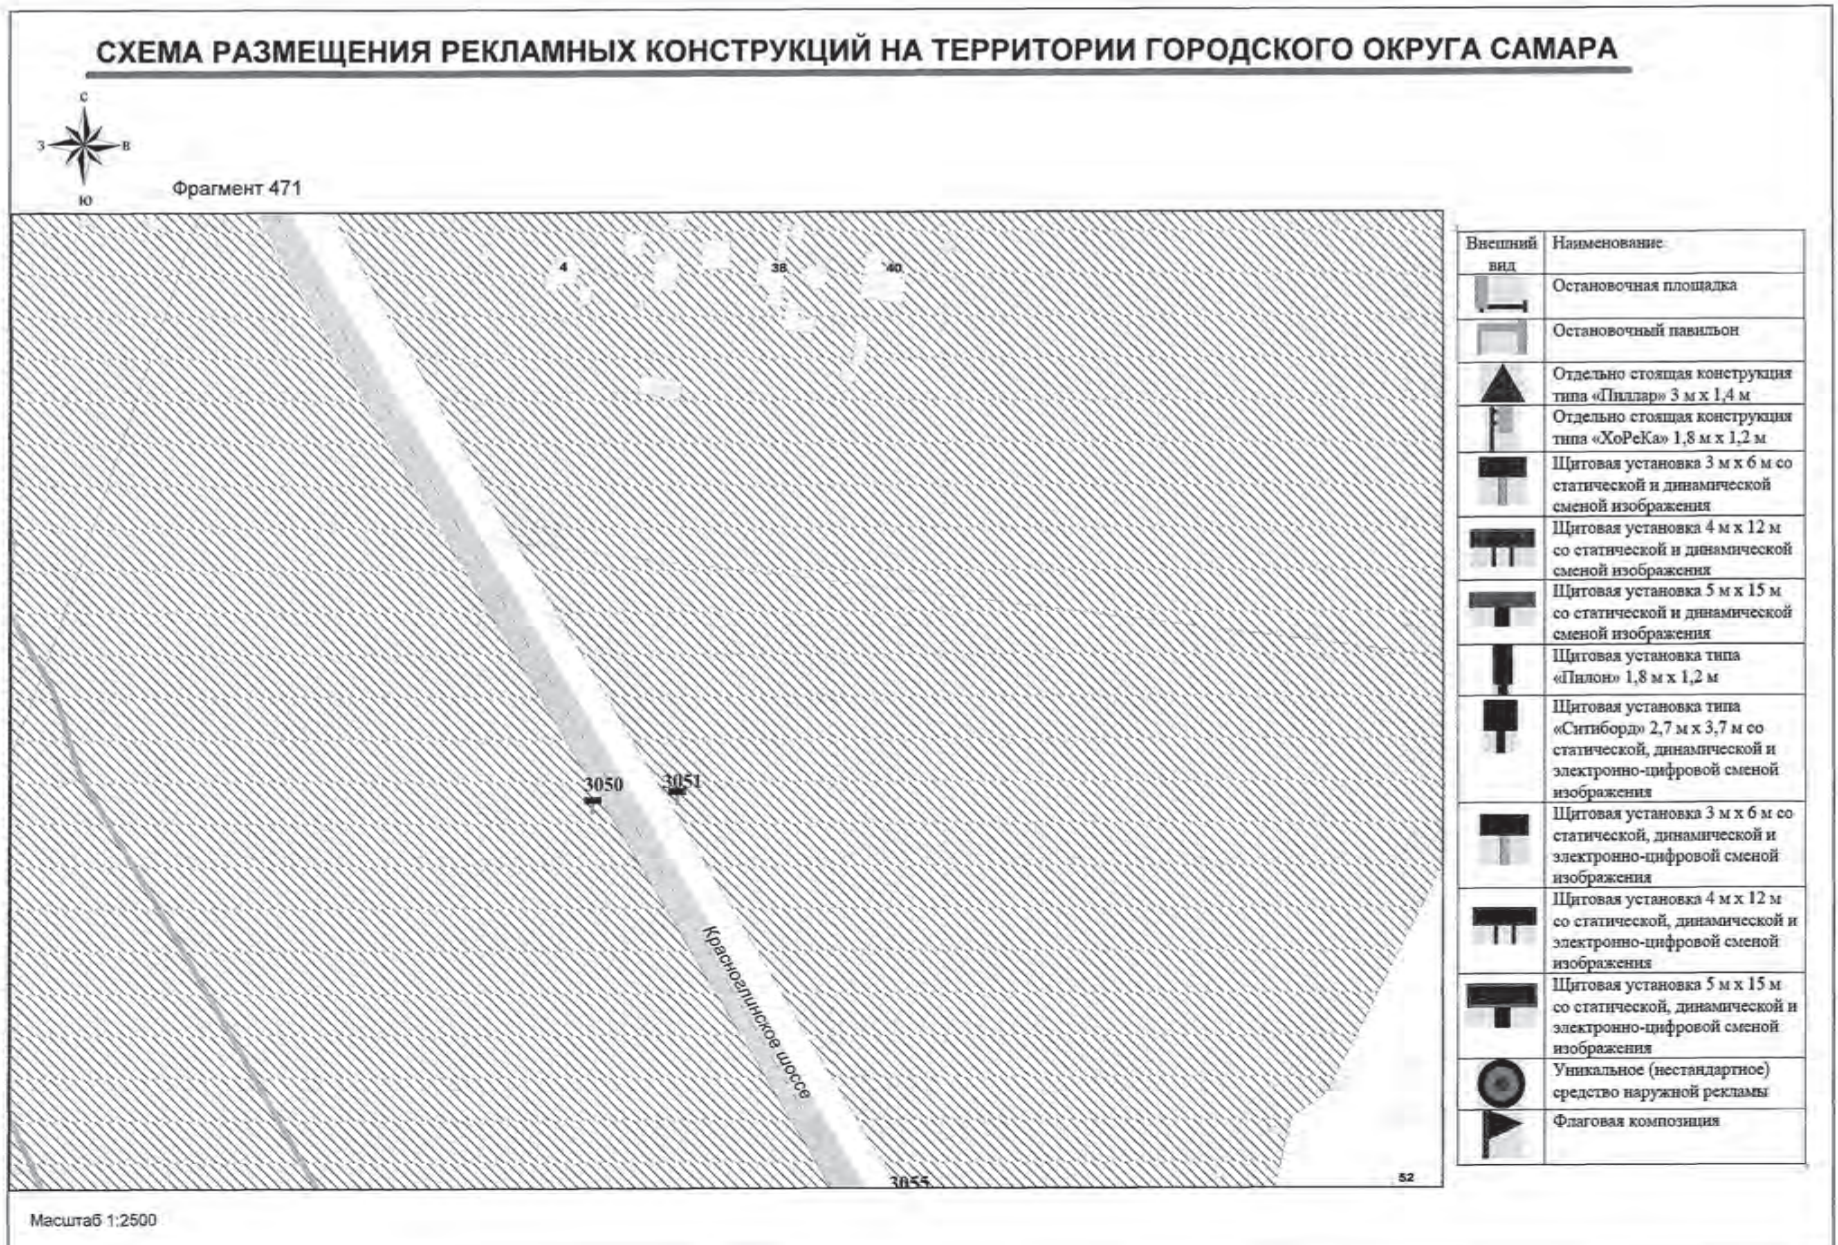 СХЕМА РАЗМЕЩЕНИЯ РЕКЛАМНЫХ КОНСТРУКЦИЙ НА ТЕРРИТОРИИ ГОРОДСКОГО ОКРУГА САМАРА
С
З В
Ю
Фрагмент 471
4 38 40
3050 3051
Красноглинское шоссе
3055
52
Масштаб 1:2500
Внешний вид
Наименование
Остановочная площадка
Остановочный павильон
Отдельно стоящая конструкция
типа «Пиллар» 3 м х 1,4 м
Отдельно стоящая конструкция
типа «ХоРеКа» 1,8 м х 1,2 м
Щитовая установка 3 м х 6 м со
статической и динамической
сменой изображения
Щитовая установка 4 м х 12 м
со статической и динамической
сменой изображения
Щитовая установка 5 м х 15 м
со статической и динамической
сменой изображения
Щитовая установка типа
«Пилон» 1,8 м х 1,2 м
Щитовая установка типа
«Ситиборд» 2,7 м х 3,7 м со
статической, динамической и
электронно-цифровой сменой
изображения
Щитовая установка 3 м х 6 м со
статической, динамической и
электронно-цифровой сменой
изображения
Щитовая установка 4 м х 12 м
со статической, динамической и
электронно-цифровой сменой
изображения
Щитовая установка 5 м х 15 м
со статической, динамической и
электронно-цифровой сменой
изображения
Уникальное (нестандартное)
средство наружной рекламы
Флаговая композиция